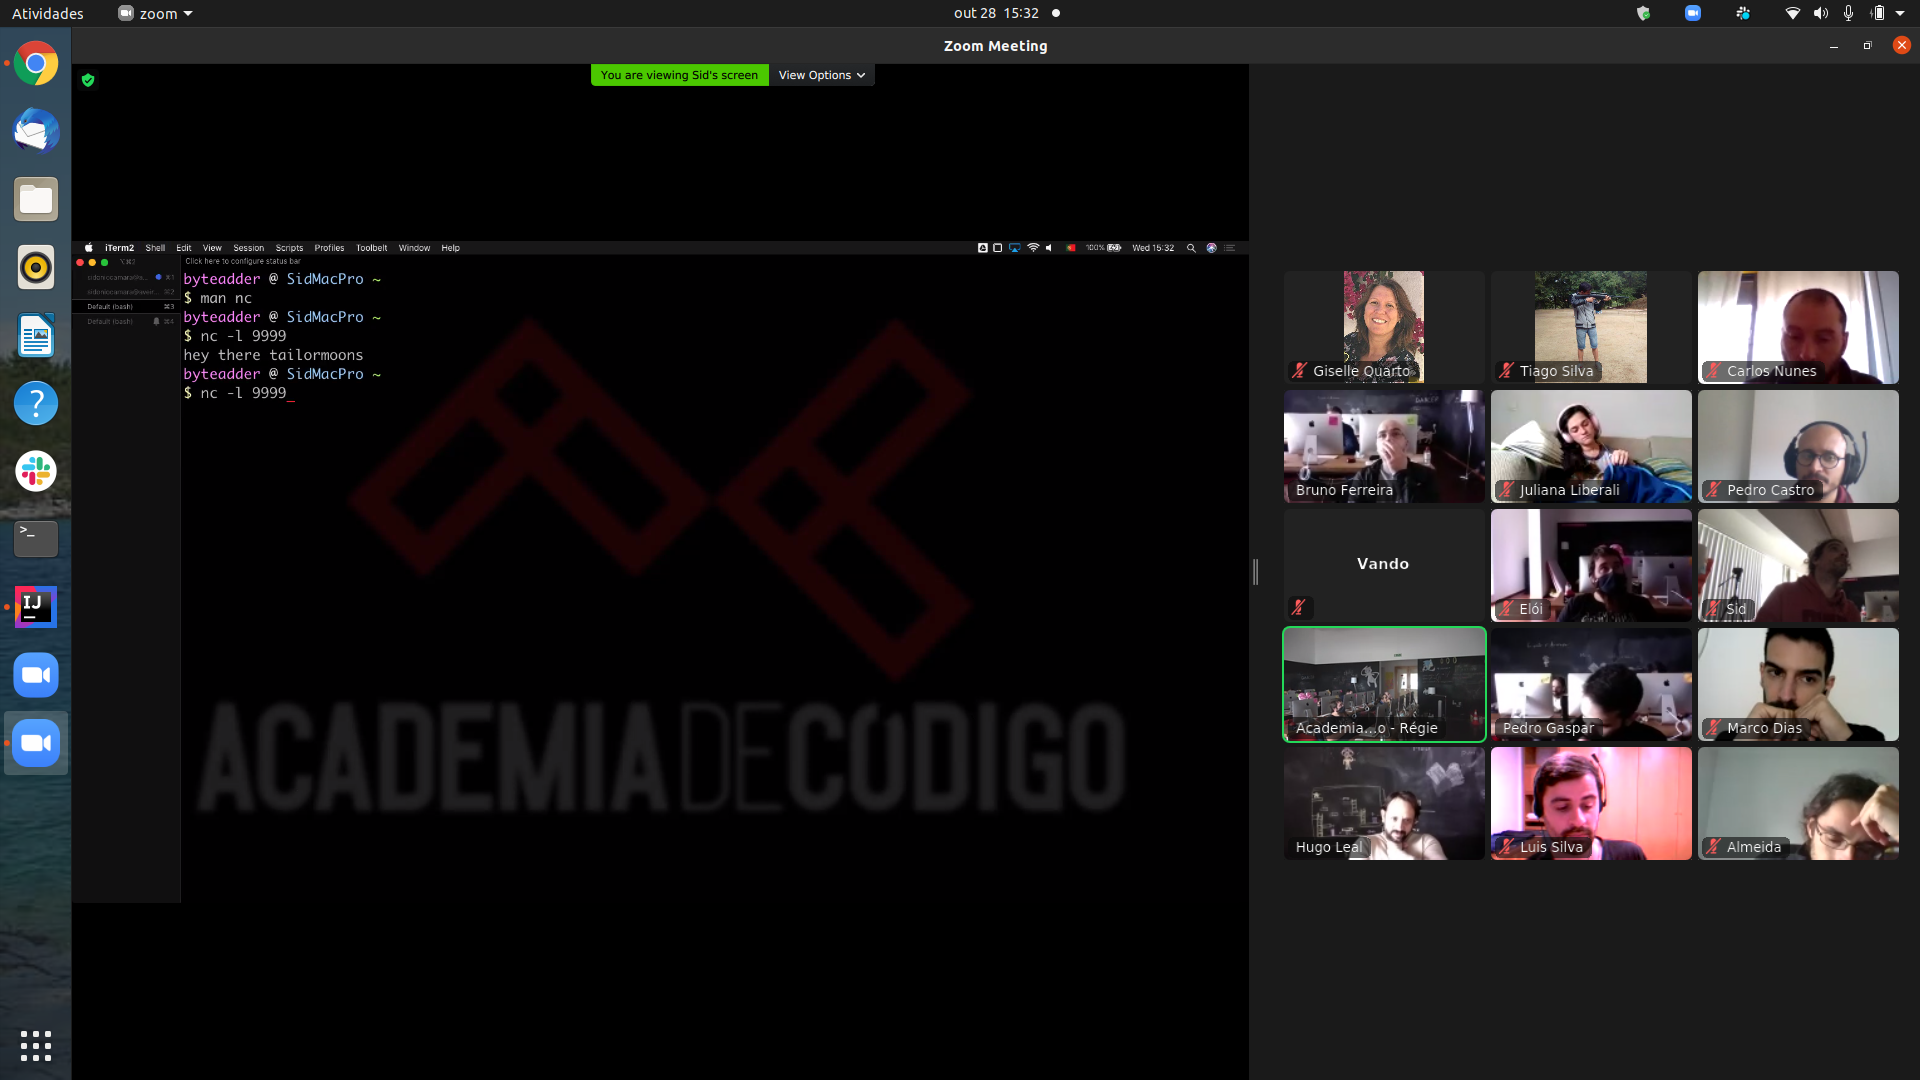 Atividades
zoom
out 28 15:32
Zoom Meeting
You are viewing Sid's screen
View Options
iTerm2 Shell Edit View Session Scripts Profiles Toolbelt Window Help
100%
Wed 15:32
Click here to configure status bar
Default (bash)
Default (bash)
byteadder @ SidMacPro ~
$ man nc
byteadder @ SidMacPro ~
$ nc -l 9999
hey there tailormoons
byteadder @ SidMacPro ~
$ nc -l 9999_
ACADEMIADECÓDIGO
Giselle Quarto
Tiago Silva
Carlos Nunes
Bruno Ferreira
Juliana Liberali
Pedro Castro
Vando
Elói
Sid
Academia...o - Régie
Pedro Gaspar
Marco Dias
Hugo Leal
Luis Silva
Almeida